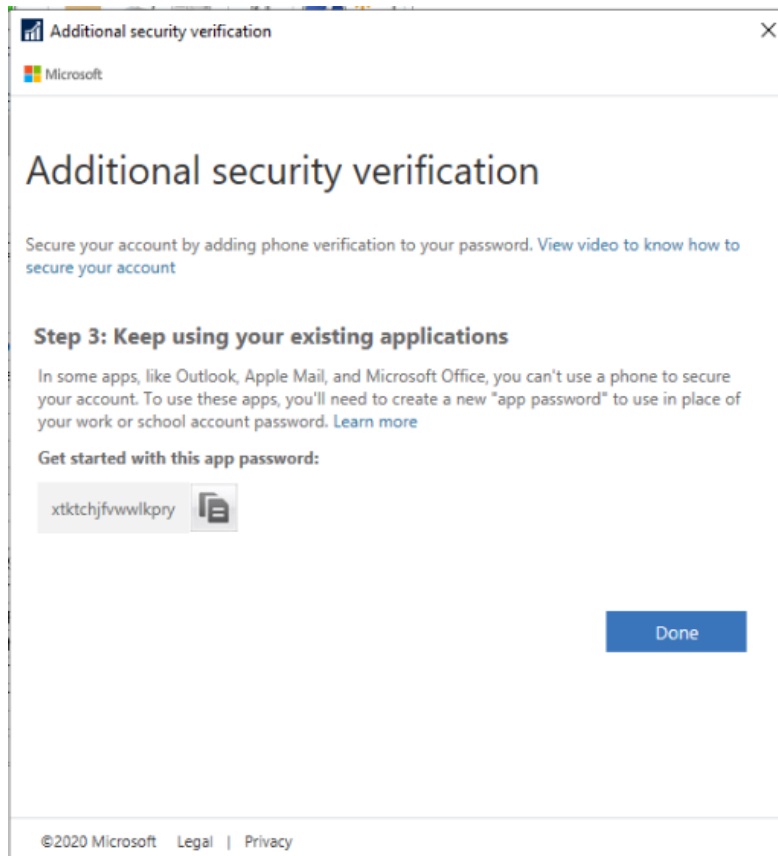 Additional security verification
Microsoft
Additional security verification
Secure your account by adding phone verification to your password. View video to know how to
secure your account
Step 3: Keep using your existing applications
In some apps, like Outlook, Apple Mail, and Microsoft Office, you can't use a phone to secure
your account. To use these apps, you'll need to create a new "app password" to use in place of
your work or school account password. Learn more
Get started with this app password:
xtktchjfvwwlkpry
Done
©2020 Microsoft Legal | Privacy